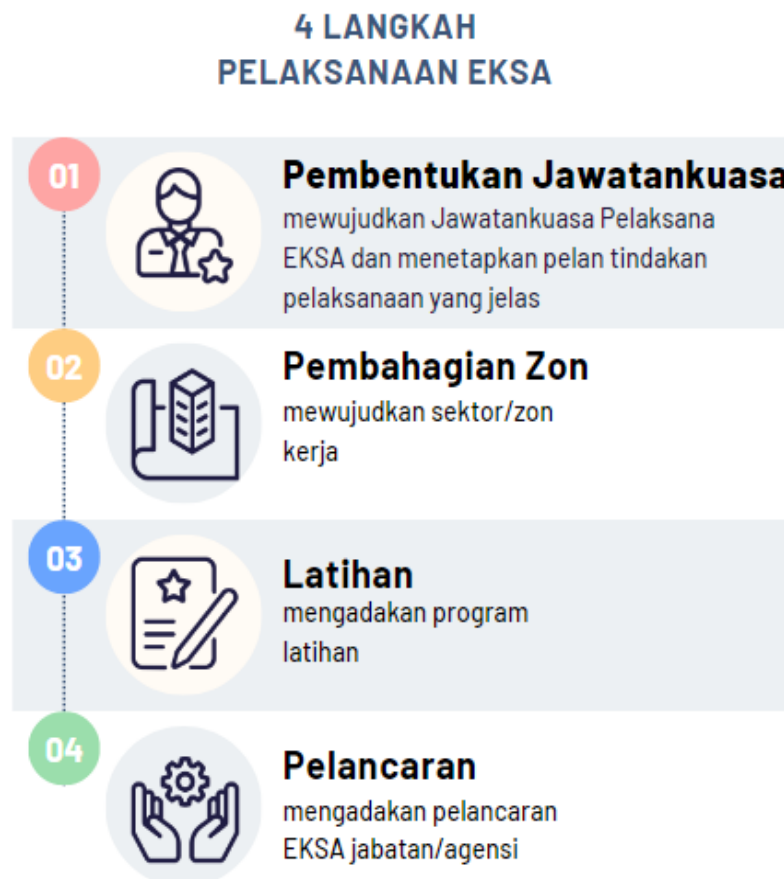 4 LANGKAH
PELAKSANAAN EKSA
01
Pembentukan Jawatankuasa
mewujudkan Jawatankuasa Pelaksana
EKSA dan menetapkan pelan tindakan
pelaksanaan yang jelas
02
Pembahagian Zon
mewujudkan sektor/zon
kerja
03
Latihan
mengadakan program
latihan
04
Pelancaran
mengadakan pelancaran
EKSA jabatan/agensi